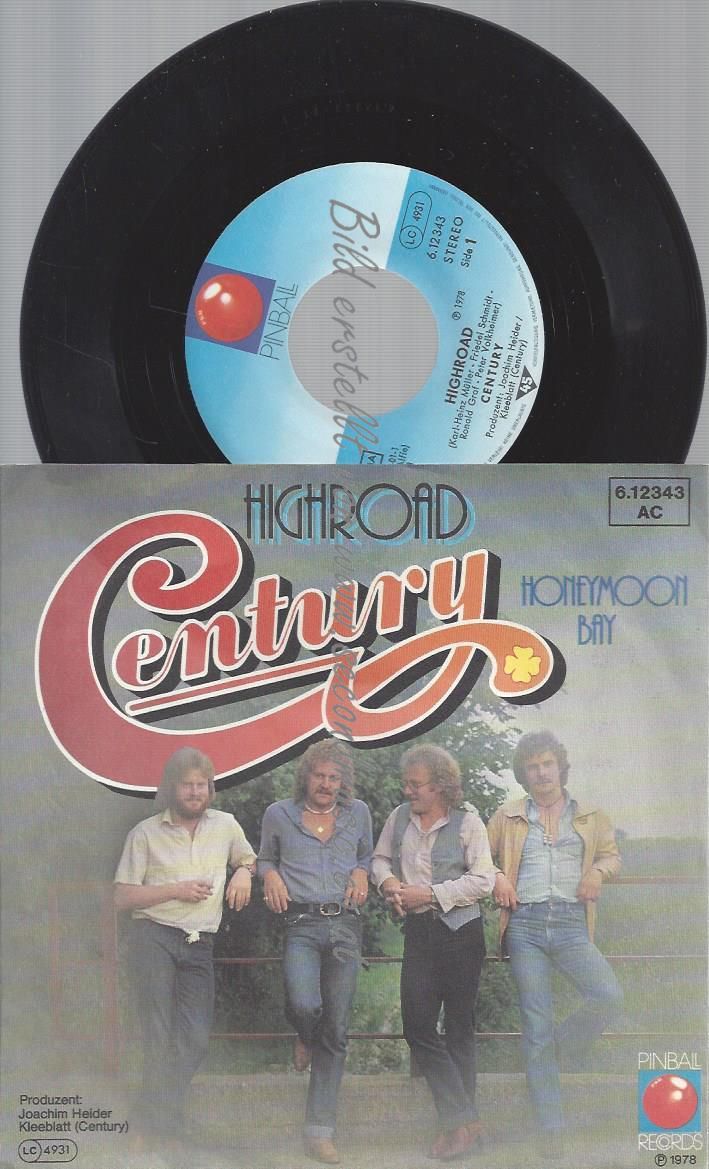 LC 4931
6.12343
STEREO
Side 1
℗ 1978
HIGHROAD
(Karl-Heinz Müller • Friedel Schmidt •
Ronald Graf • Peter Volkheimer)
CENTURY
Produzent: Joachim Heider /
Kleeblatt (Century)
45
PINBALL
Bild erstellt
HIGHROAD
6.12343
AC
Century
HONEYMOON
BAY
Produzent:
Joachim Heider
Kleeblatt (Century)
LC 4931
PINBALL
RECORDS
℗ 1978